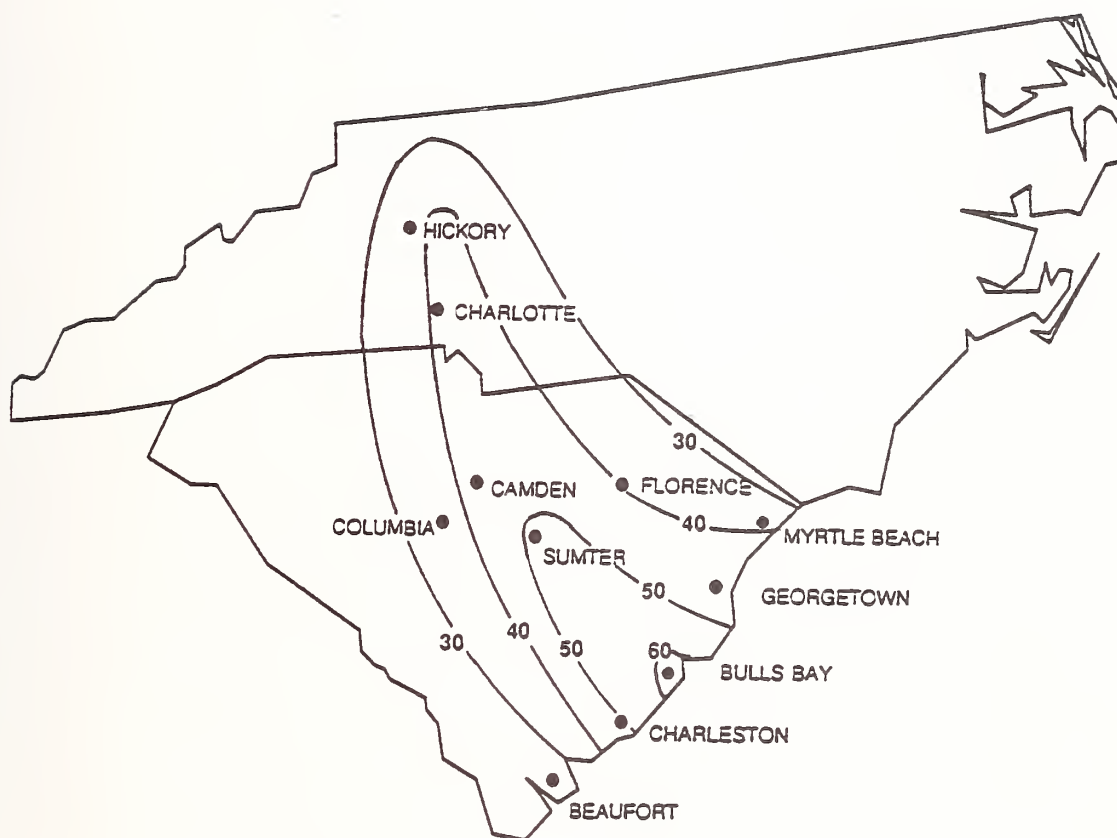 HICKORY
CHARLOTTE
30
CAMDEN
FLORENCE
COLUMBIA
40
MYRTLE BEACH
SUMTER
50
GEORGETOWN
30
40
50
60
BULLS BAY
CHARLESTON
BEAUFORT